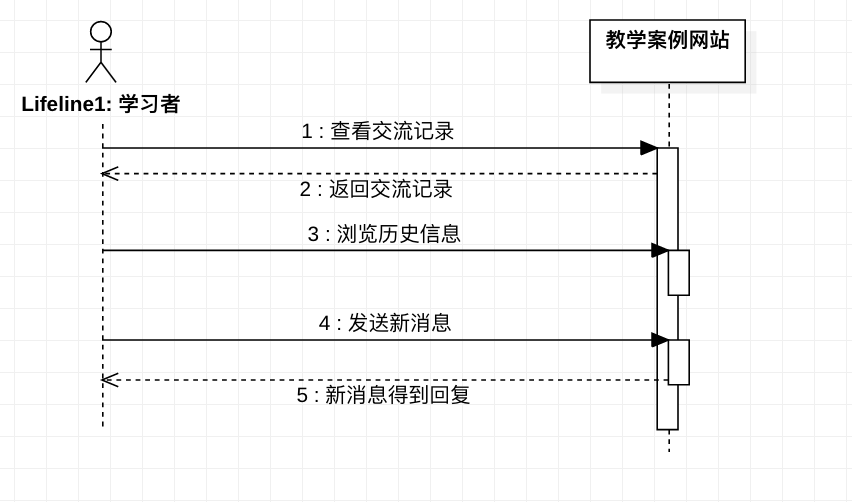 教学案例网站
Lifeline1: 学习者
1 : 查看交流记录
2 : 返回交流记录
3 : 浏览历史信息
4 : 发送新消息
5 : 新消息得到回复